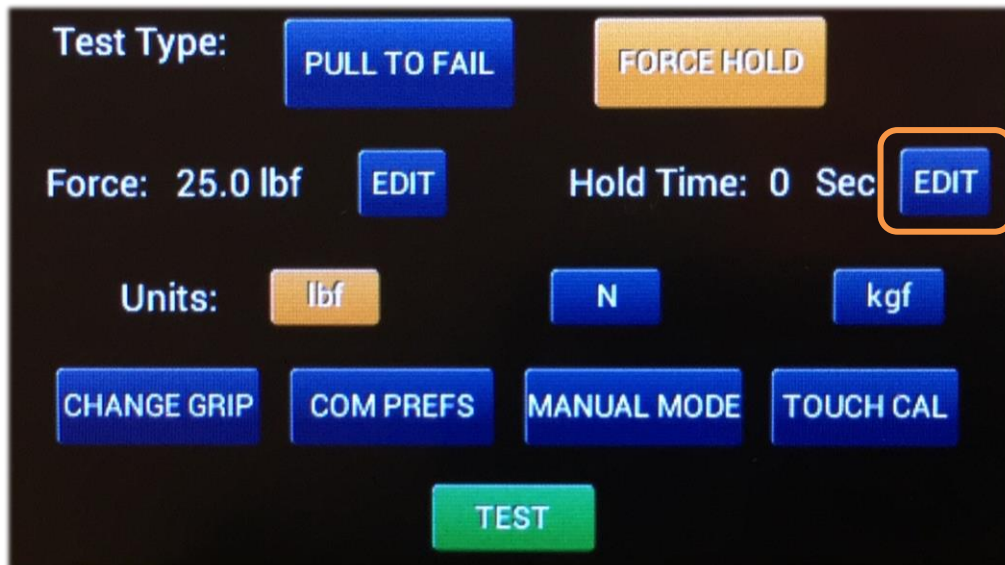 Test Type: PULL TO FAIL FORCE HOLD
Force: 25.0 lbf EDIT Hold Time: 0 Sec EDIT
Units: lbf N kgf
CHANGE GRIP COM PREFS MANUAL MODE TOUCH CAL
TEST